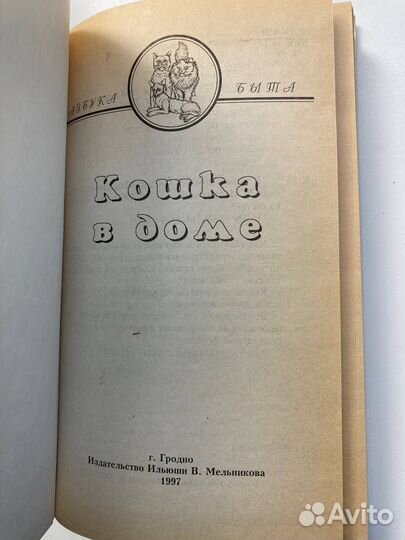 АЗБУКА БЫТА
Кошка
в доме
г. Гродно
Издательство Ильюши В. Мельникова
1997
Avito